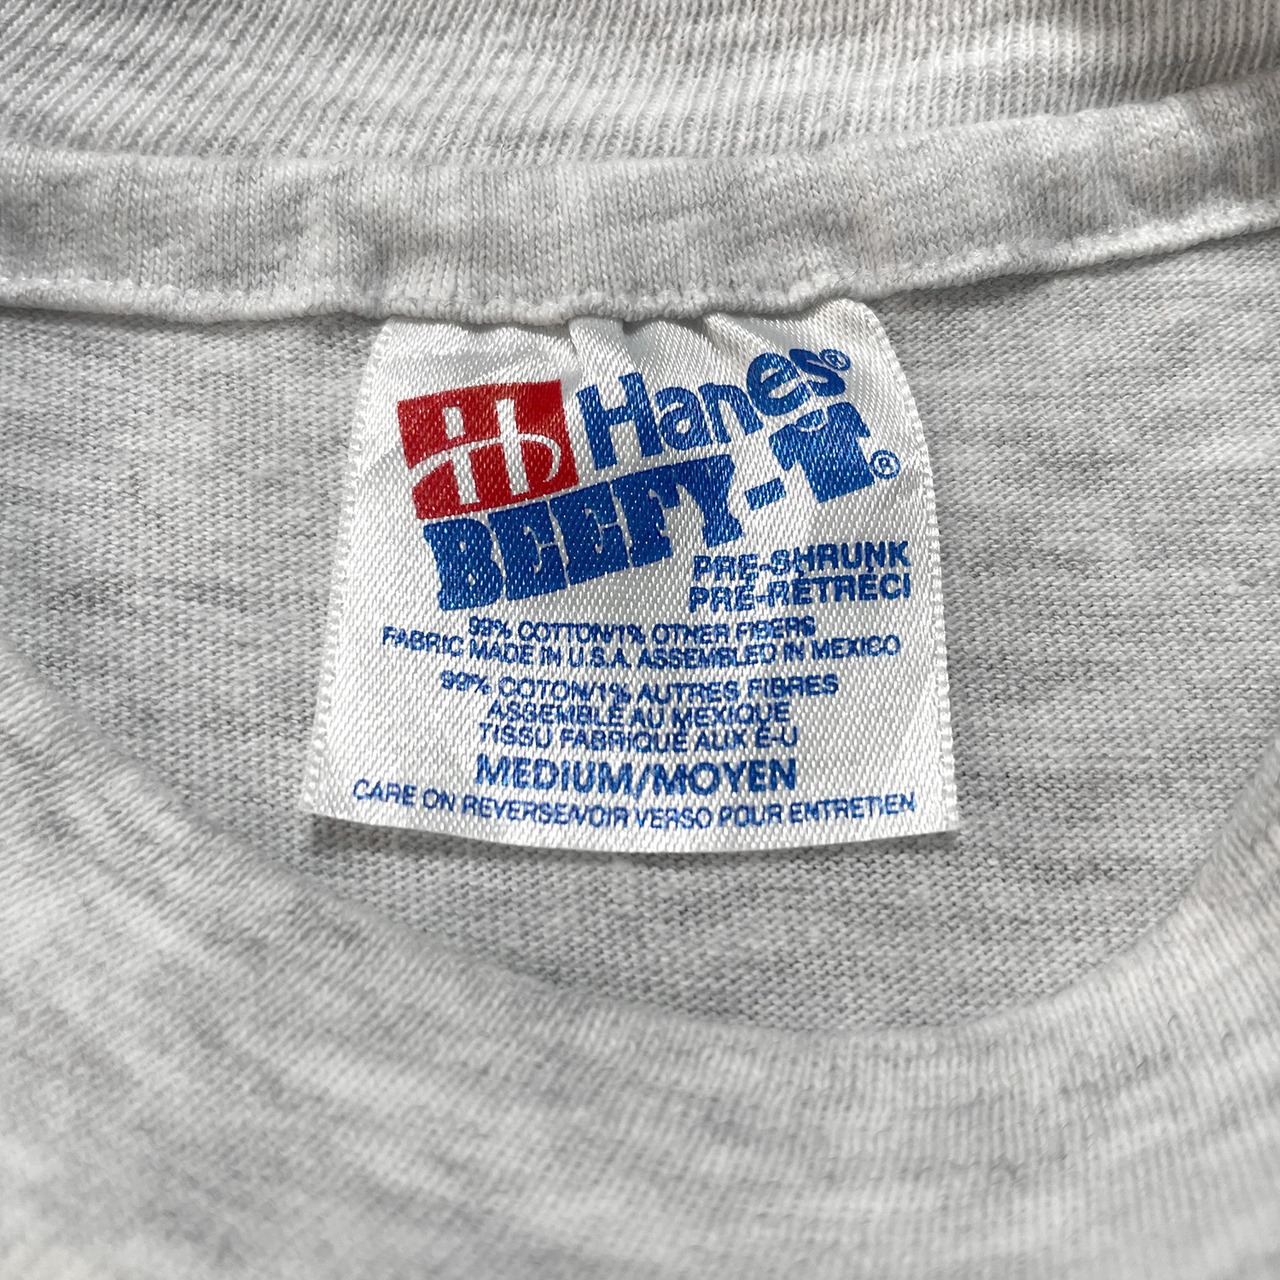 Hanes®
BEEFY-T®
PRE-SHRUNK
PRÉ-RÉTRÉCI
99% COTTON/1% OTHER FIBERS
FABRIC MADE IN U.S.A. ASSEMBLED IN MEXICO
99% COTON/1% AUTRES FIBRES
ASSEMBLÉ AU MEXIQUE
TISSU FABRIQUÉ AUX É-U
MEDIUM/MOYEN
CARE ON REVERSE/VOIR VERSO POUR ENTRETIEN